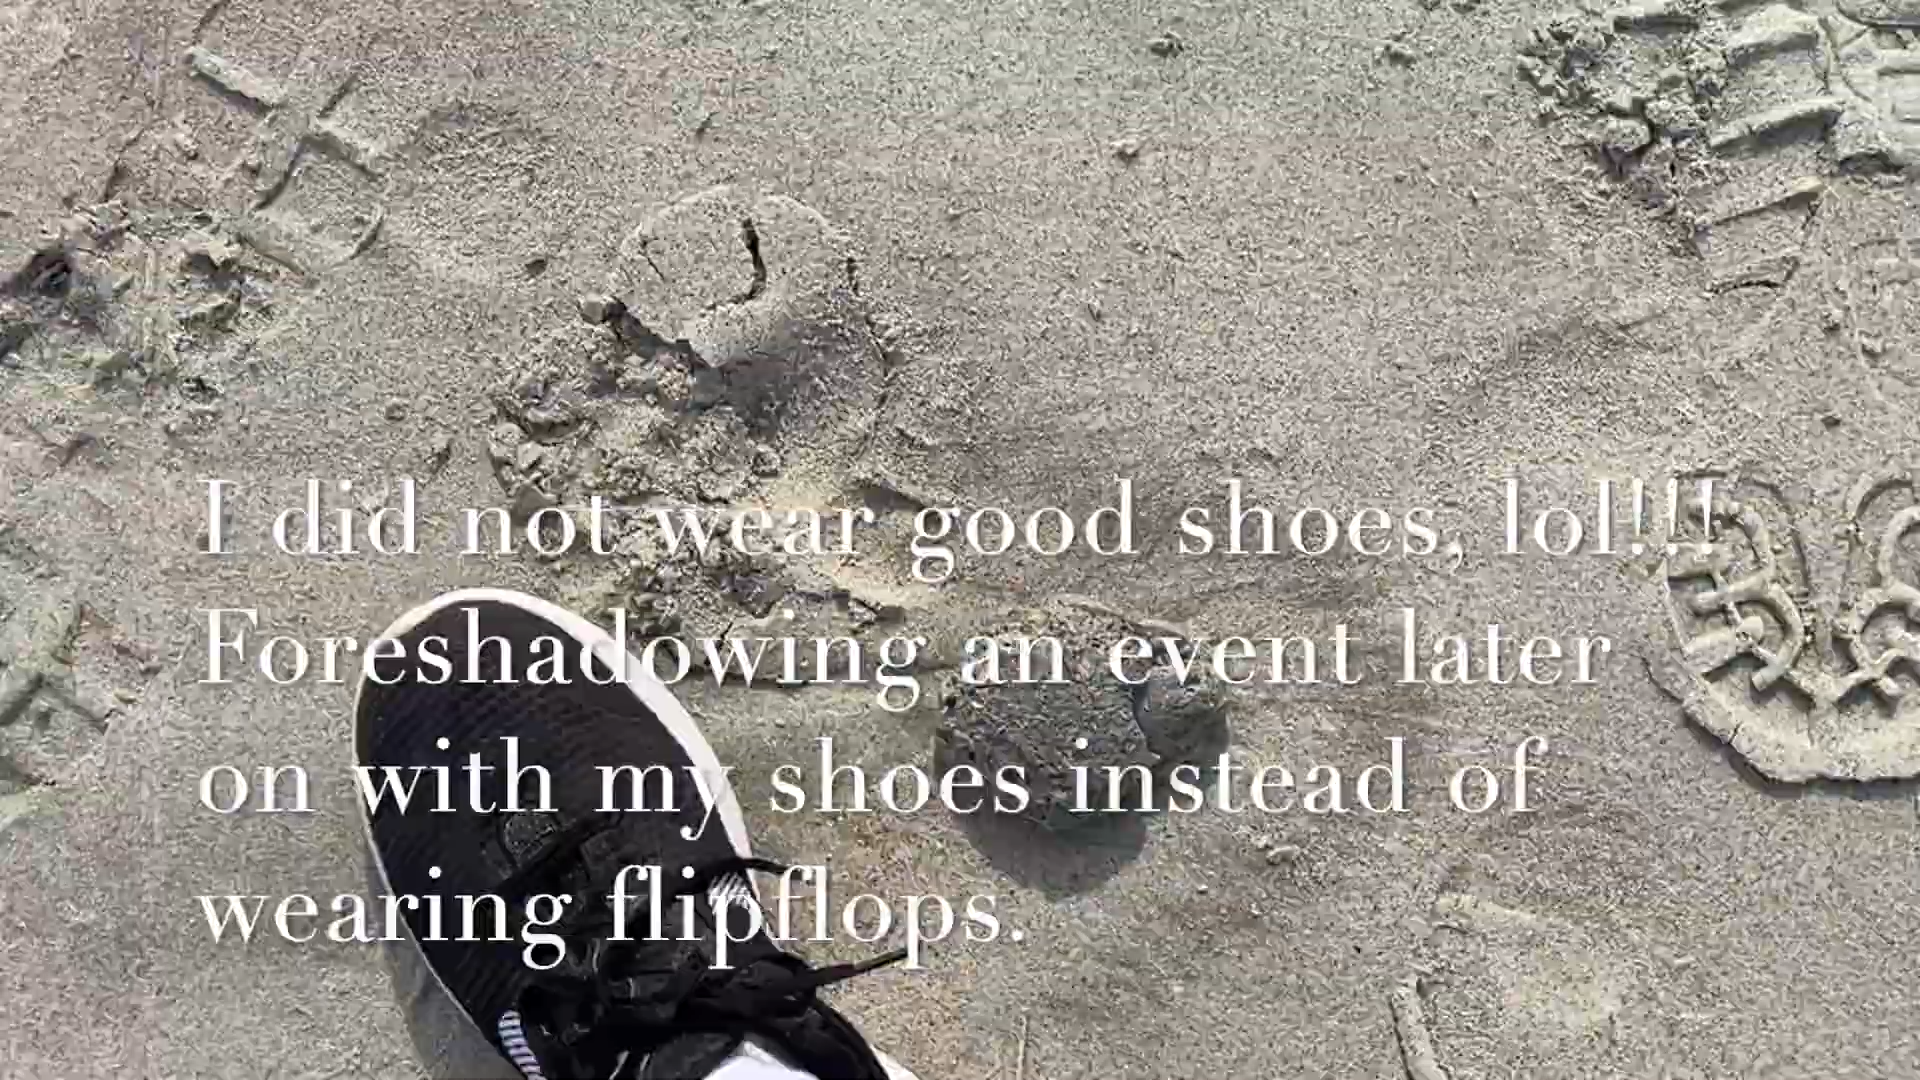 I did not wear good shoes, lol!!!
Foreshadowing an event later
on with my shoes instead of
wearing flipflops.